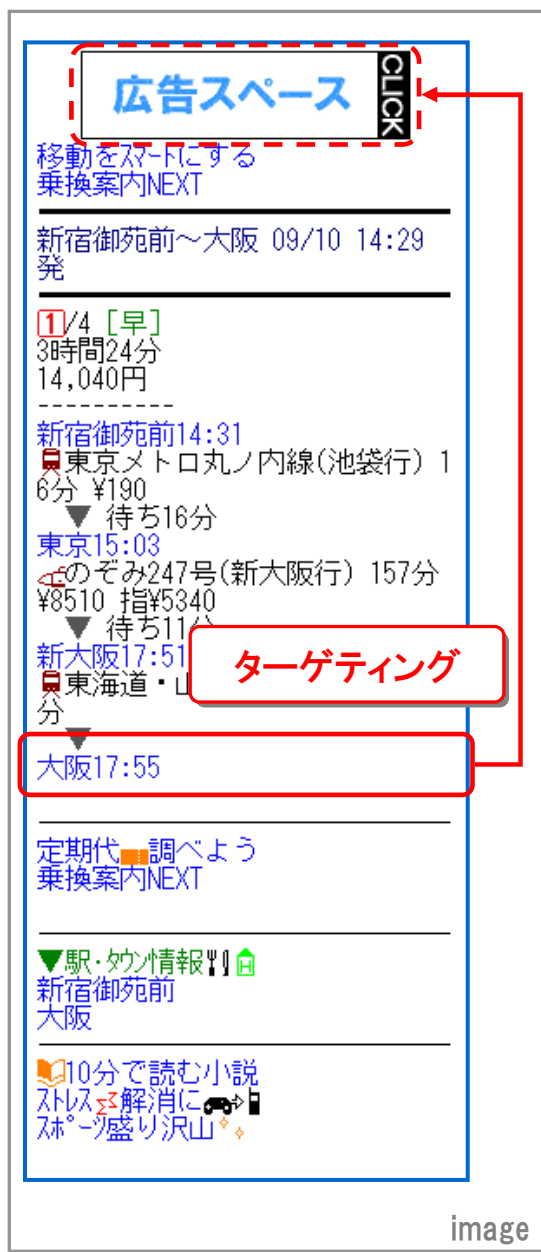 広告スペース
CLICK
移動をｽﾏｰﾄにする
乗換案内NEXT
新宿御苑前～大阪 09/10 14:29
発
1/4 [早]
3時間24分
14,040円
----------
新宿御苑前14:31
東京メトロ丸ノ内線(池袋行) 1
6分 ¥190
▼ 待ち16分
東京15:03
のぞみ247号(新大阪行) 157分
¥8510 指¥5340
▼ 待ち11分
新大阪17:51
ターゲティング
東海道・山
分
▼
大阪17:55
定期代調べよう
乗換案内NEXT
▼駅・ﾀｳﾝ情報
新宿御苑前
大阪
10分で読む小説
ｽﾄﾚｽ解消に
ｽﾎﾟｰﾂ盛り沢山
image